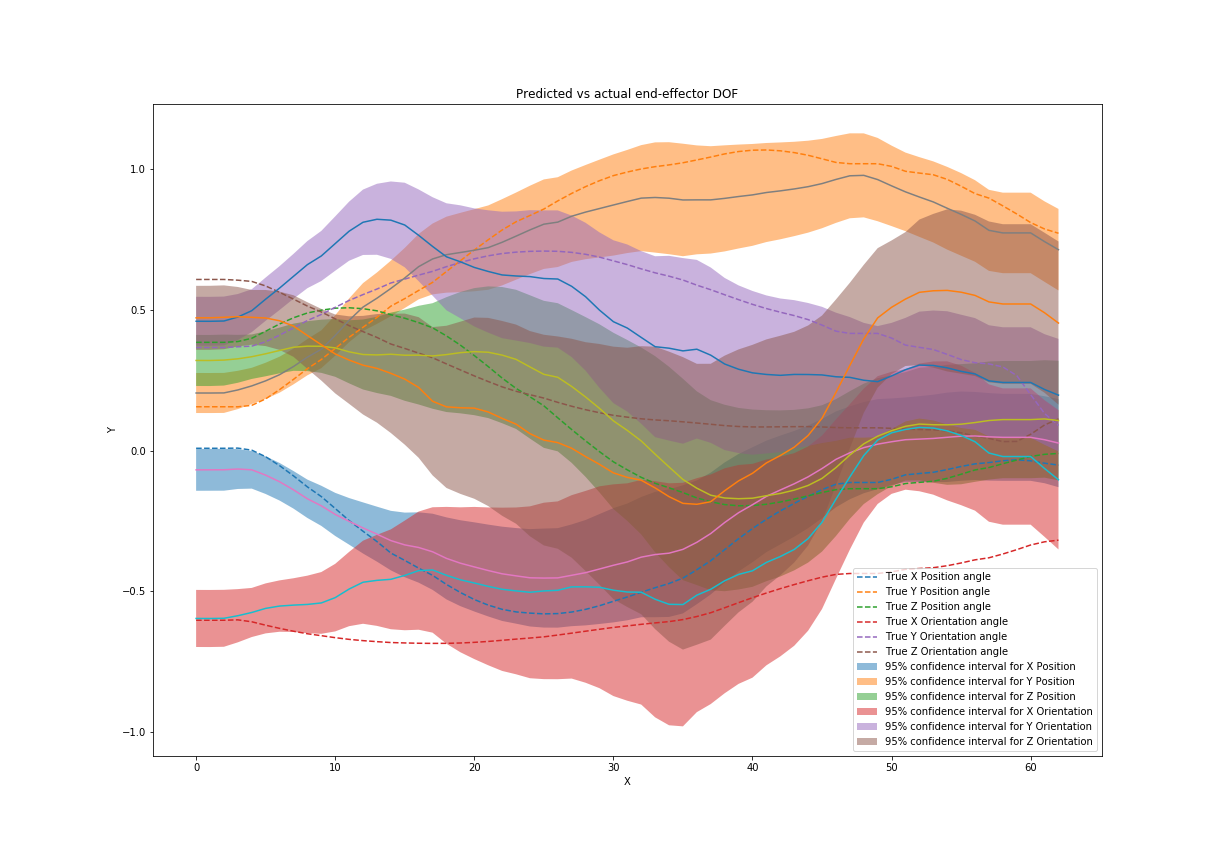 Predicted vs actual end-effector DOF
1.0
0.5
0.0
−0.5
−1.0
Y
0 10 20 30 40 50 60
X
True X Position angle
True Y Position angle
True Z Position angle
True X Orientation angle
True Y Orientation angle
True Z Orientation angle
95% confidence interval for X Position
95% confidence interval for Y Position
95% confidence interval for Z Position
95% confidence interval for X Orientation
95% confidence interval for Y Orientation
95% confidence interval for Z Orientation